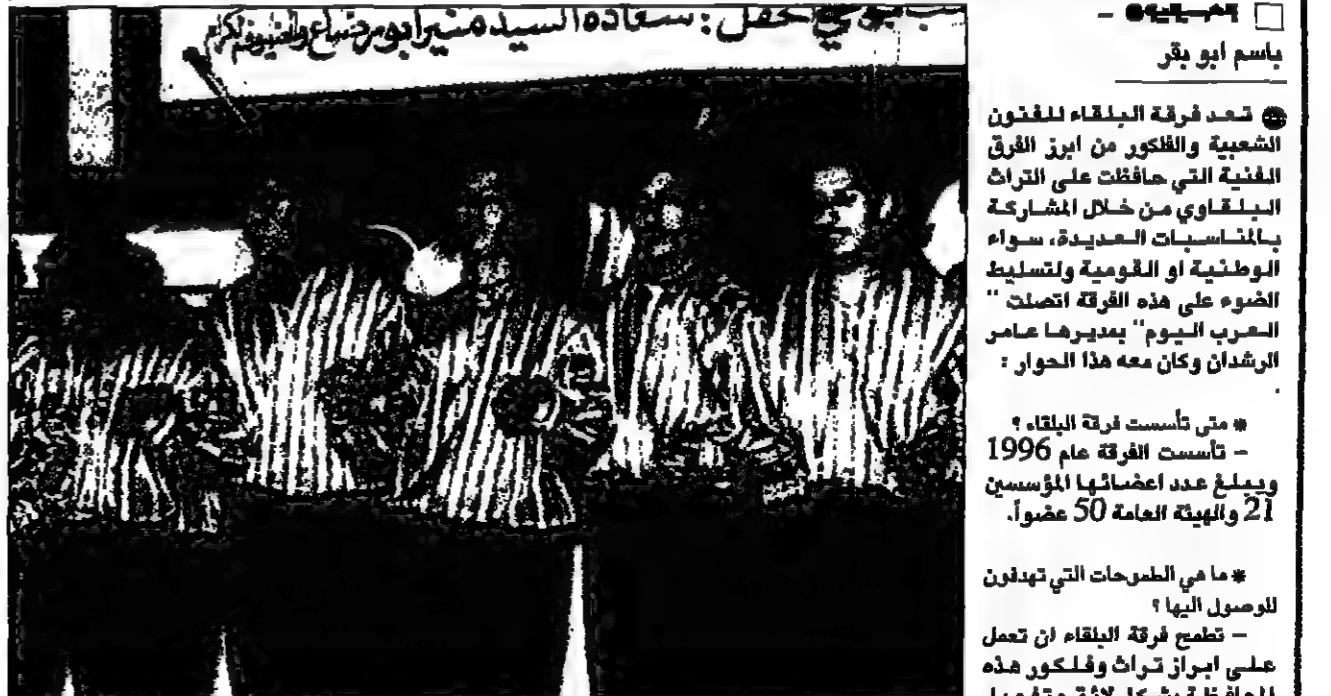 الحفل : سعادة السيد منير ابو
باسم ابو بقر
تعد فرقة البلقاء للفنون
الشعبية والفلكور من ابرز الفرق
الفنية التي حافظت على التراث
البلقاوي من خلال المشاركة
بالمناسبات العديدة، سواء
الوطنية او القومية ولتسليط
الضوء على هذه الفرقة اتصلت "
العرب اليوم" بمديرها عامر
الرشدان وكان معه هذا الحوار :
* متى تأسست فرقة البلقاء ؟
– تأسست الفرقة عام 1996
ويبلغ عدد اعضائها المؤسسين
21 والهيئة العامة 50 عضواً.
* ما هي الطموحات التي تهدفون
للوصول اليها ؟
– تطمح فرقة البلقاء ان تعمل
على ابراز تراث وفلكور هذه